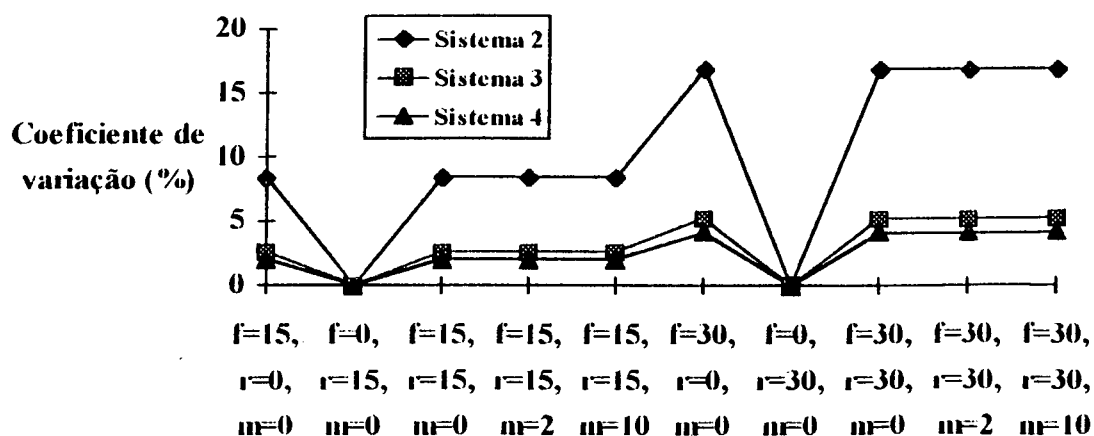 20
15
10
5
0
Coeficiente de
variação (%)
Sistema 2
Sistema 3
Sistema 4
f=15, f=0, f=15, f=15, f=15, f=30, f=0, f=30, f=30, f=30,
r=0, r=15, r=15, r=15, r=15, r=0, r=30, r=30, r=30, r=30,
m=0 m=0 m=0 m=2 m=10 m=0 m=0 m=0 m=2 m=10